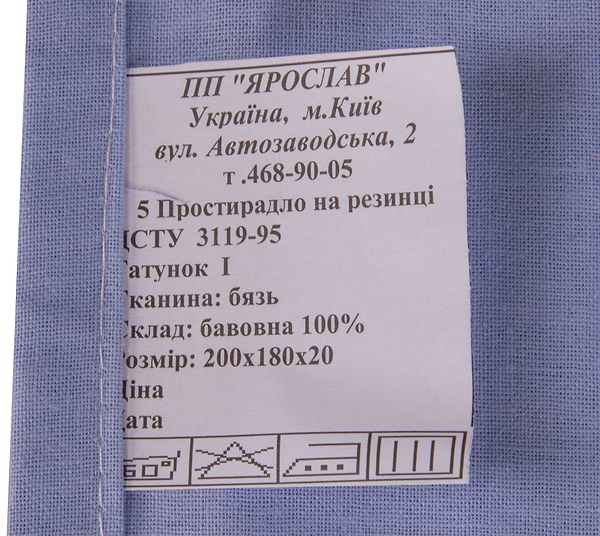 ПП "ЯРОСЛАВ"
Україна, м.Київ
вул. Автозаводська, 2
т .468-90-05
5 Простирадло на резинці
ДСТУ 3119-95
Гатунок I
Тканина: бязь
Склад: бавовна 100%
Розмір: 200х180х20
Ціна
Дата
60°